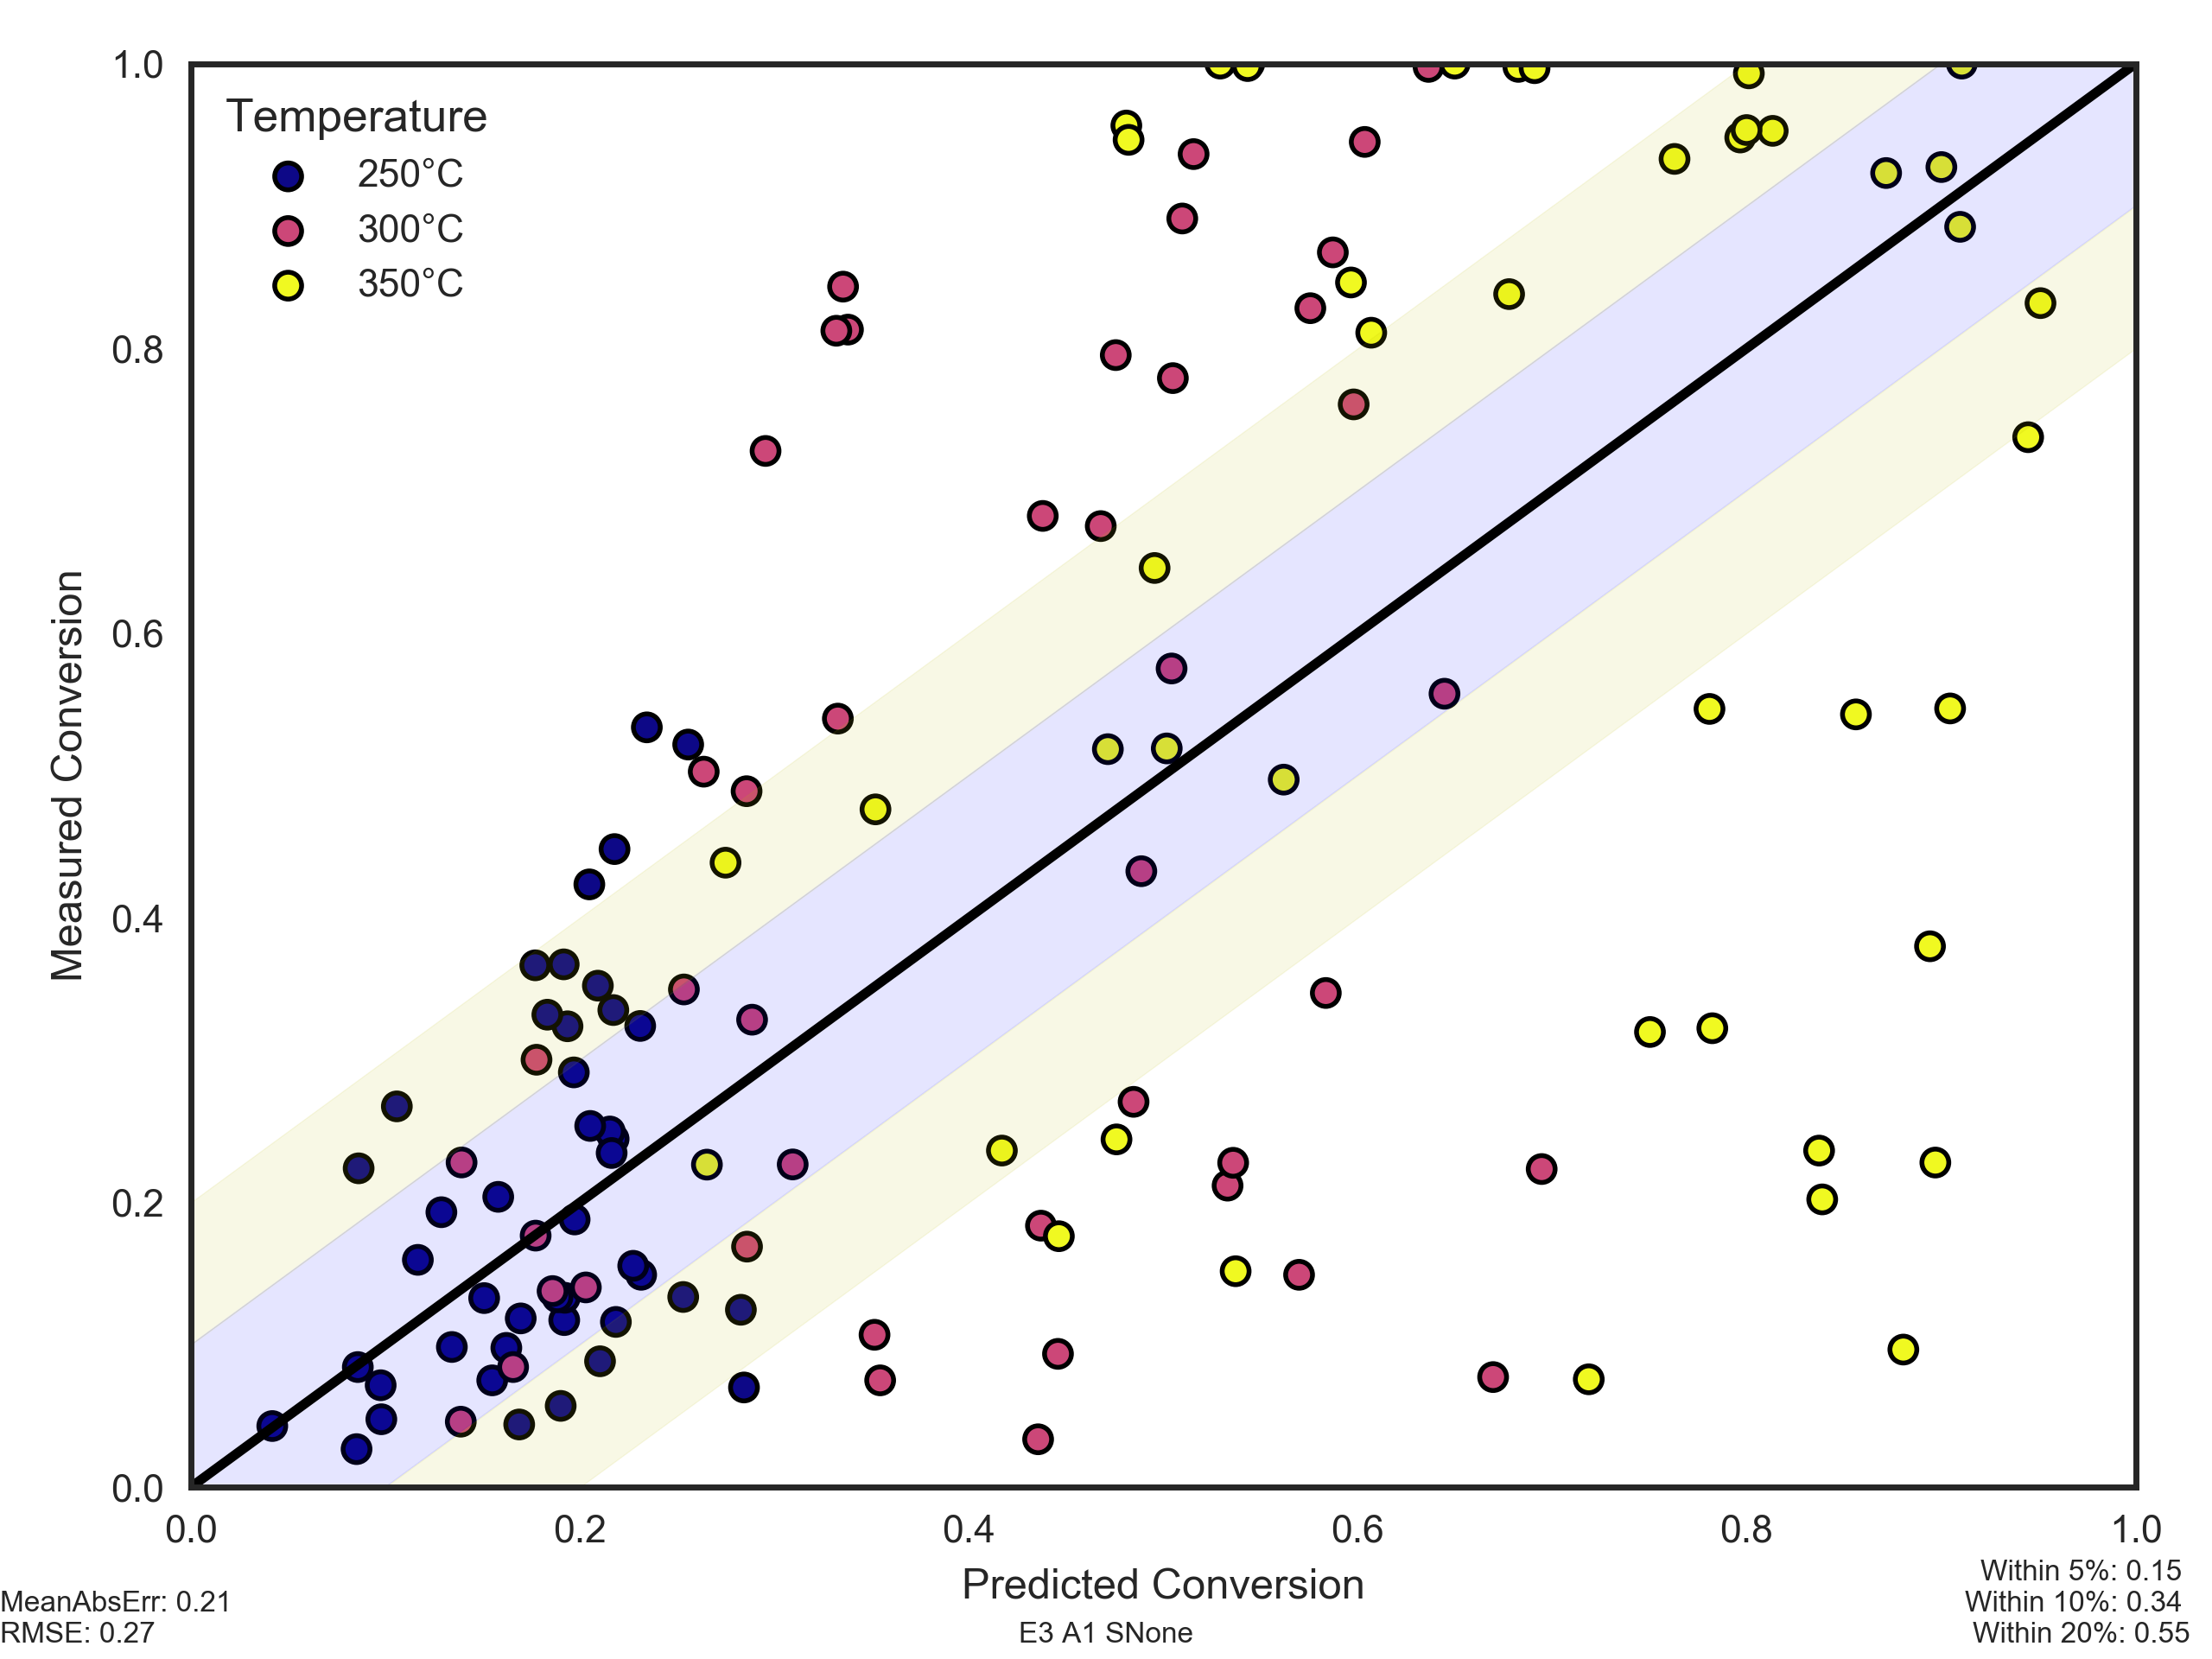 1.0
Temperature
250°C
300°C
350°C
0.8
0.6
0.4
0.2
0.0
Measured Conversion
0.0 0.2 0.4 0.6 0.8 1.0
Predicted Conversion
E3 A1 SNone
MeanAbsErr: 0.21
RMSE: 0.27
Within 5%: 0.15
Within 10%: 0.34
Within 20%: 0.55